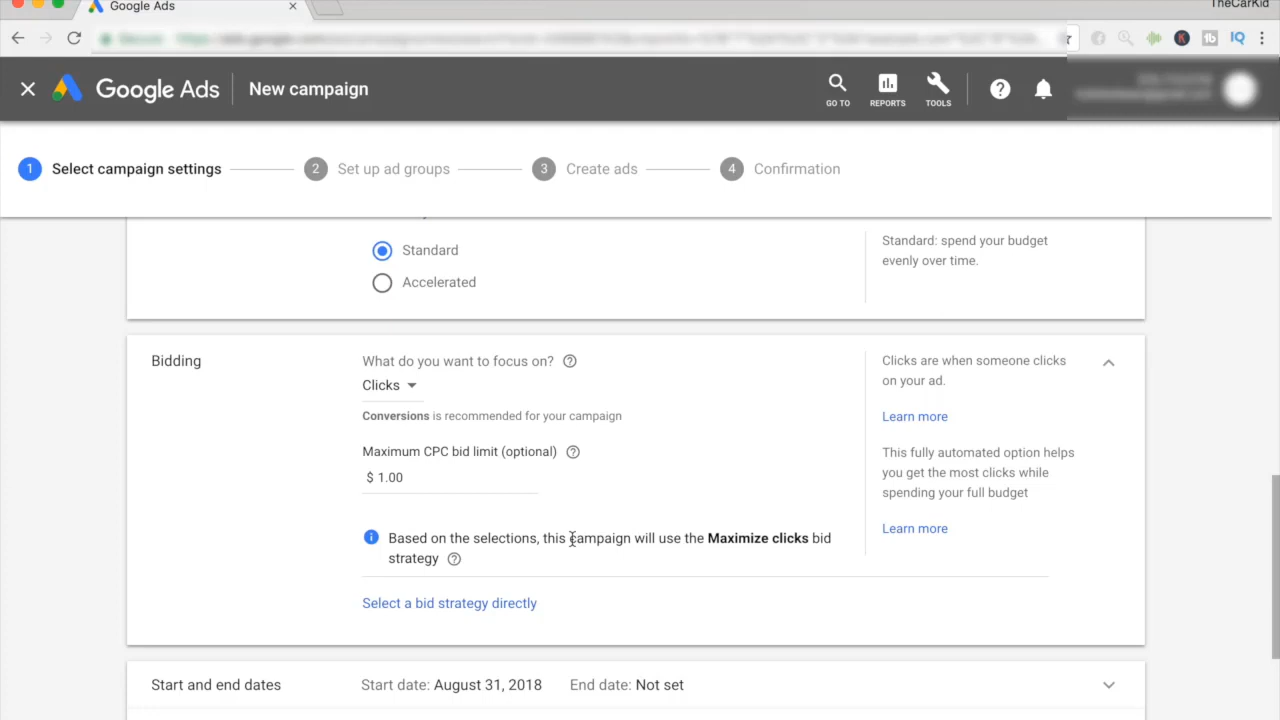 Google Ads
TheCarKid
Google Ads New campaign
GO TO
REPORTS
TOOLS
1 Select campaign settings
2 Set up ad groups
3 Create ads
4 Confirmation
Standard
Accelerated
Standard: spend your budget
evenly over time.
Bidding
What do you want to focus on?
Clicks
Conversions is recommended for your campaign
Maximum CPC bid limit (optional)
$ 1.00
Based on the selections, this campaign will use the Maximize clicks bid
strategy
Select a bid strategy directly
Clicks are when someone clicks
on your ad.
Learn more
This fully automated option helps
you get the most clicks while
spending your full budget
Learn more
Start and end dates
Start date: August 31, 2018
End date: Not set